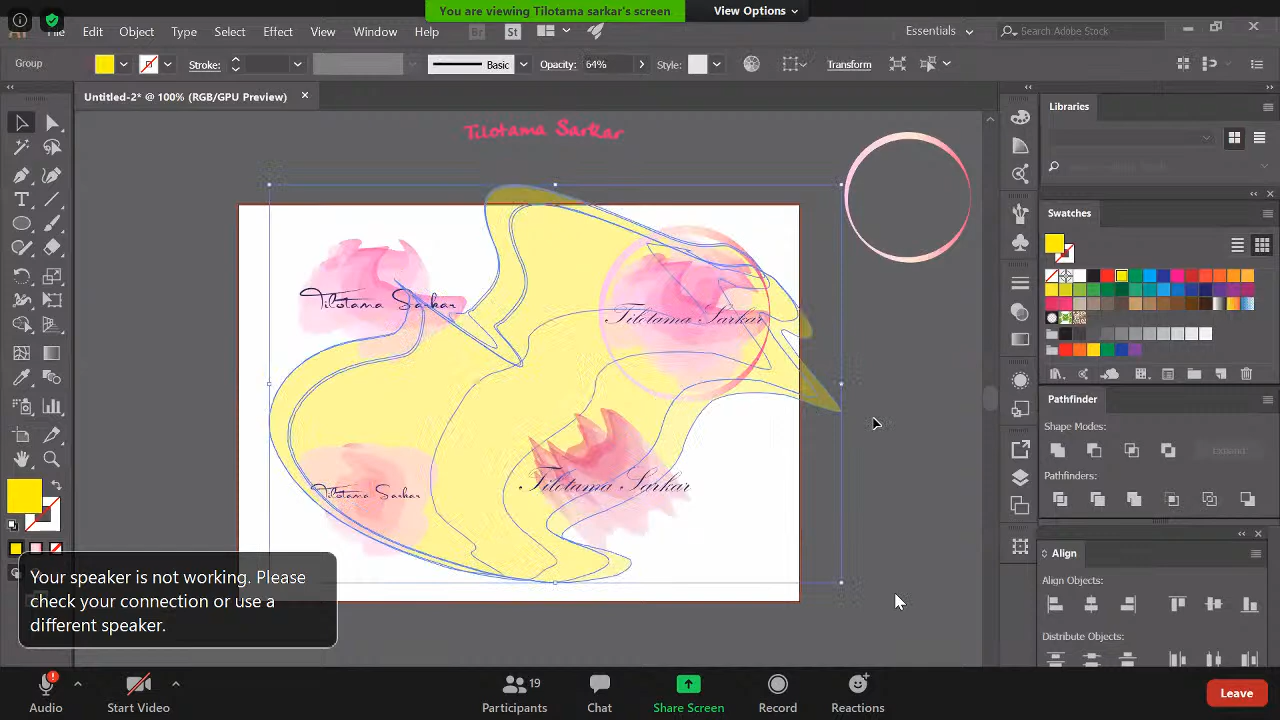 You are viewing Tilotama sarkar's screen
View Options
File Edit Object Type Select Effect View Window Help
Br St
Essentials
Search Adobe Stock
Group
Stroke:
Basic
Opacity: 64%
Style:
Transform
Untitled-2* @ 100% (RGB/GPU Preview)
Libraries
Tilotama Sarkar
Swatches
Tilotama Sarkar
Tilotama Sarkar
Pathfinder
Shape Modes:
Expand
Pathfinders:
Tilotama Sarkar
Tilotama Sarkar
Align
Align Objects:
Distribute Objects:
Your speaker is not working. Please
check your connection or use a
different speaker.
19
Audio
Start Video
Participants
Chat
Share Screen
Record
Reactions
Leave